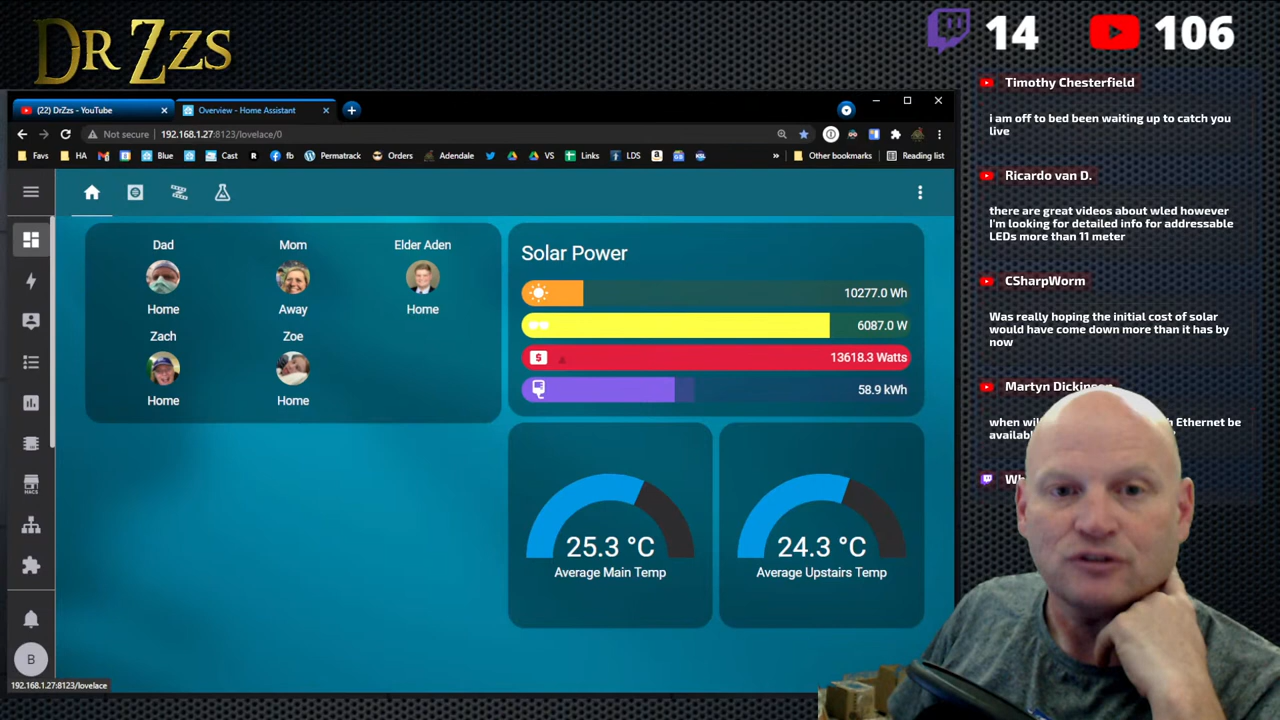 DR ZZS
14
106
(22) DrZzs - YouTube
Overview - Home Assistant
Not secure
192.168.1.27:8123/lovelace/0
Favs
HA
Blue
Cast
fb
Permatrack
Orders
Adendale
VS
Links
LDS
Other bookmarks
Reading list
Dad
Mom
Elder Aden
Home
Away
Home
Zach
Zoe
Home
Home
Solar Power
10277.0 Wh
6087.0 W
13618.3 Watts
58.9 kWh
25.3 °C
Average Main Temp
24.3 °C
Average Upstairs Temp
HACS
B
192.168.1.27:8123/lovelace
Timothy Chesterfield
i am off to bed been waiting up to catch you
live
Ricardo van D.
there are great videos about wled however
I'm looking for detailed info for addressable
LEDs more than 11 meter
CSharpWorm
Was really hoping the initial cost of solar
would have come down more than it has by
now
Martyn Dickinson
when
Ethernet be